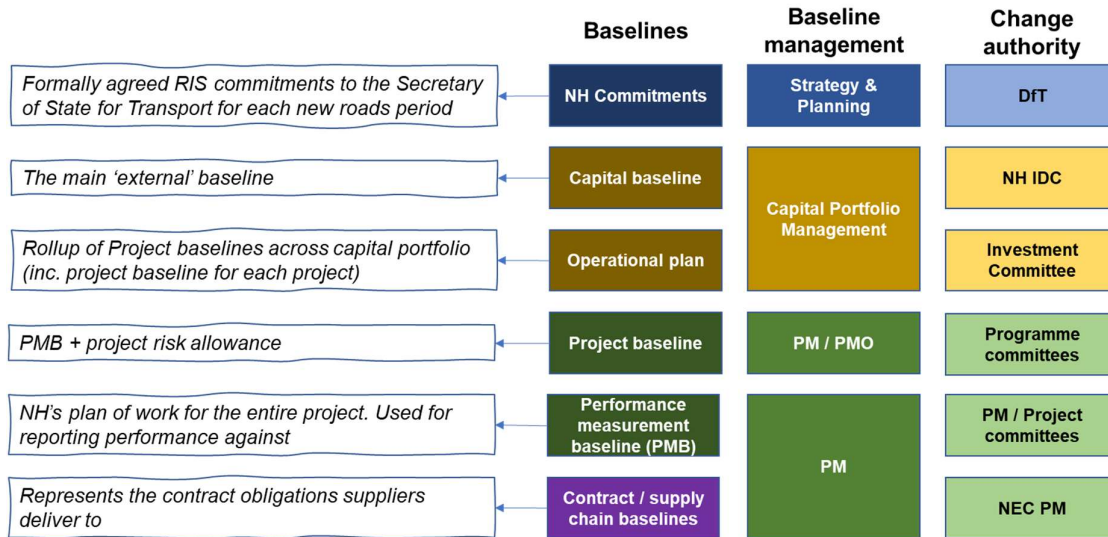 Baselines
Baseline
management
Change
authority
Formally agreed RIS commitments to the Secretary
of State for Transport for each new roads period
NH Commitments
Strategy &
Planning
DfT
The main ‘external’ baseline
Capital baseline
Capital Portfolio
Management
NH IDC
Rollup of Project baselines across capital portfolio
(inc. project baseline for each project)
Operational plan
Investment
Committee
PMB + project risk allowance
Project baseline
PM / PMO
Programme
committees
NH’s plan of work for the entire project. Used for
reporting performance against
Performance
measurement
baseline (PMB)
PM
PM / Project
committees
Represents the contract obligations suppliers
deliver to
Contract / supply
chain baselines
NEC PM